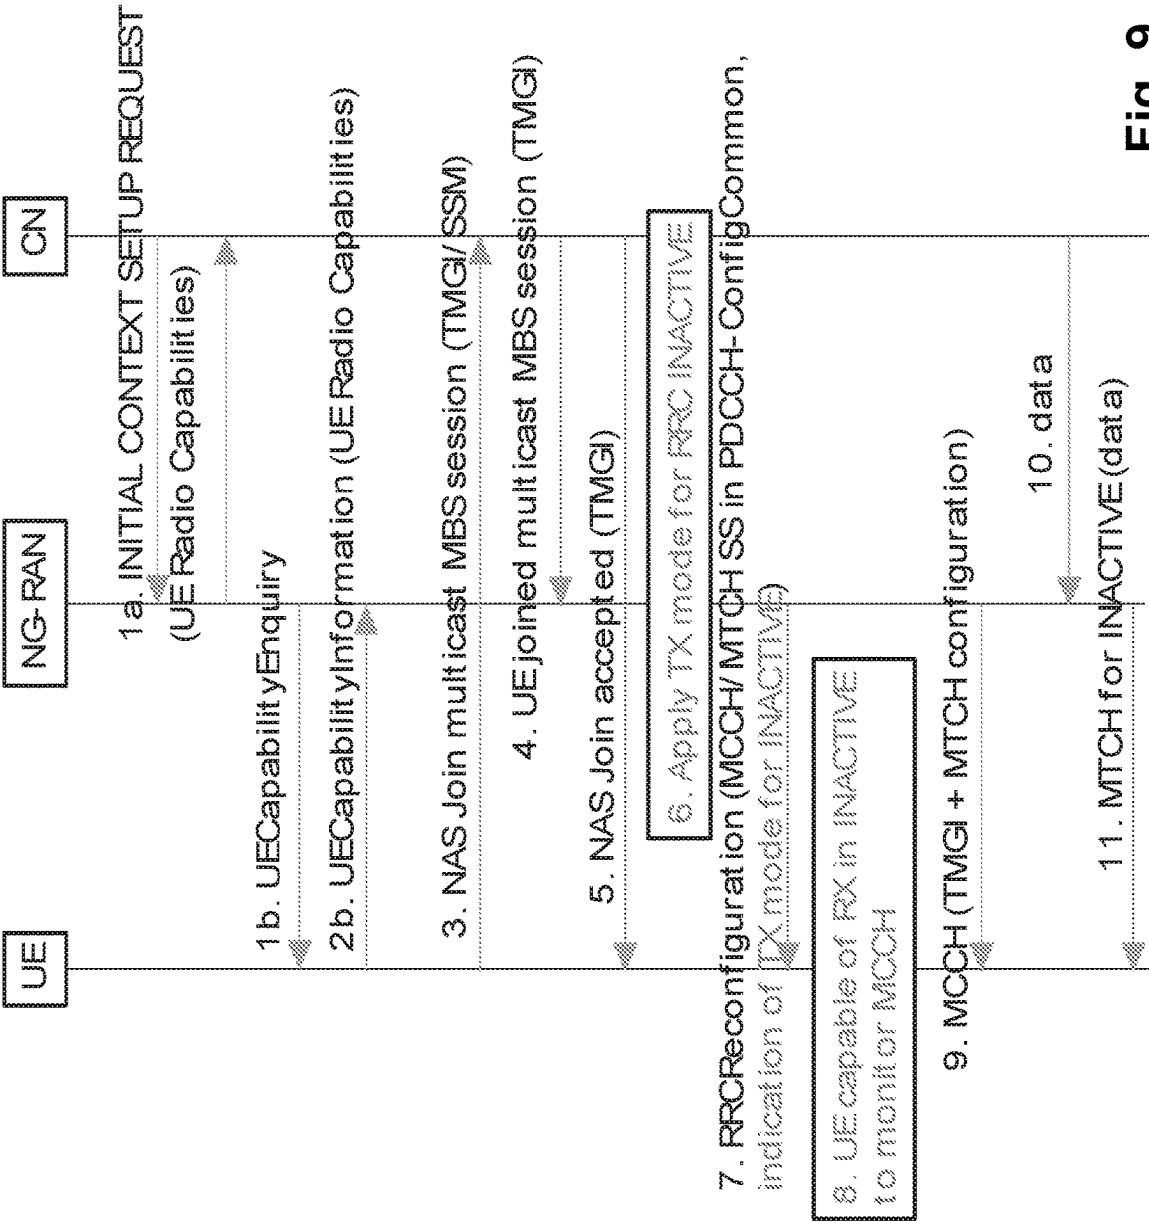 UE
NG-RAN
CN
1a. INITIAL CONTEXT SETUP REQUEST
(UE Radio Capabilities)
1b. UECapabilityEnquiry
2b. UECapabilityInformation (UE Radio Capabilities)
3. NAS Join multicast MBS session (TMGI/ SSM)
4. UE joined multicast MBS session (TMGI)
5. NAS Join accepted (TMGI)
6. Apply TX mode for RRC INACTIVE
7. RRCReconfiguration (MCCH/ MTCH SS in PDCCH-ConfigCommon,
indication of TX mode for INACTIVE)
8. UE capable of RX in INACTIVE
to monitor MCCH
9. MCCH (TMGI + MTCH configuration)
10. data
11. MTCH for INACTIVE (data)
Fig. 9